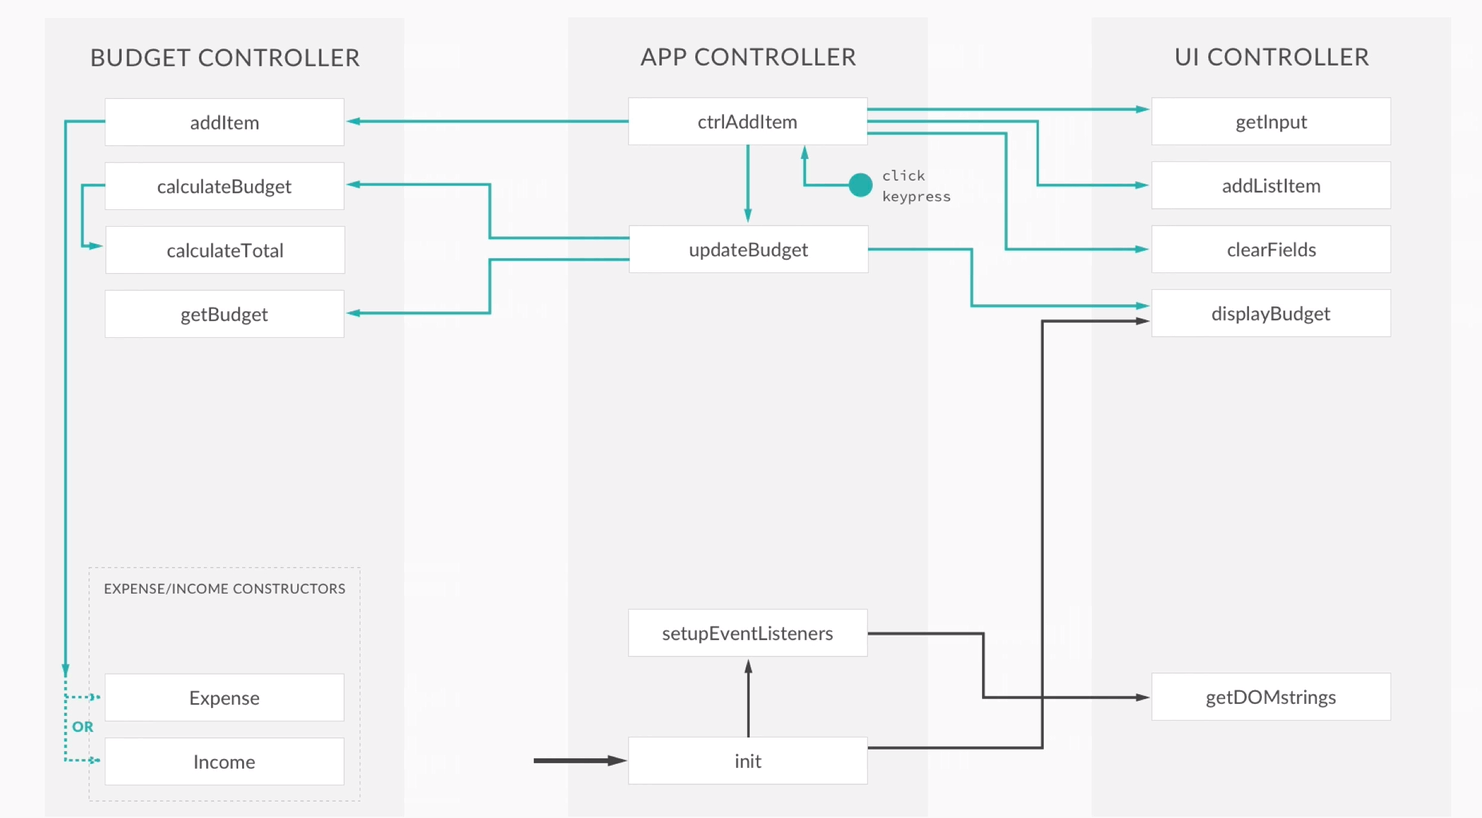 BUDGET CONTROLLER
addItem
calculateBudget
calculateTotal
getBudget
EXPENSE/INCOME CONSTRUCTORS
Expense
OR
Income
APP CONTROLLER
ctrlAddItem
click
keypress
updateBudget
setupEventListeners
init
UI CONTROLLER
getInput
addListItem
clearFields
displayBudget
getDOMstrings